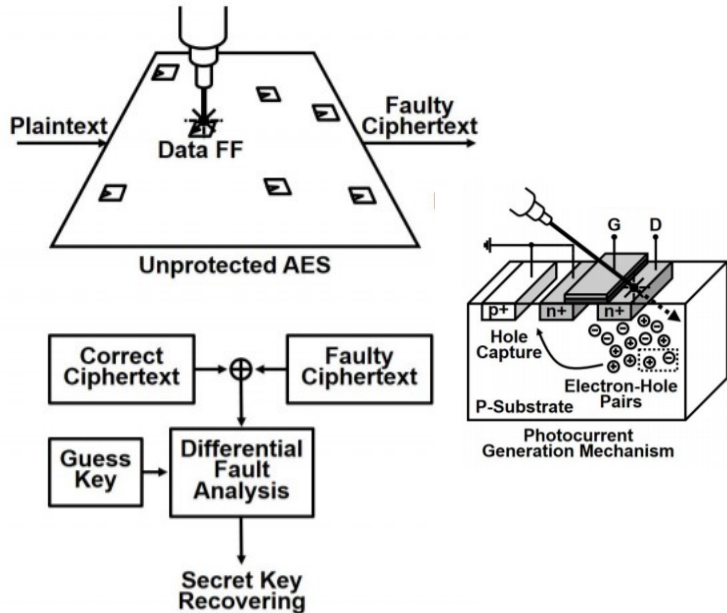 Plaintext
Data FF
Faulty
Ciphertext
Unprotected AES
G D
p+ n+ n+
Hole
Capture
Electron-Hole
Pairs
P-Substrate
Photocurrent
Generation Mechanism
Correct
Ciphertext
Faulty
Ciphertext
Guess
Key
Differential
Fault
Analysis
Secret Key
Recovering